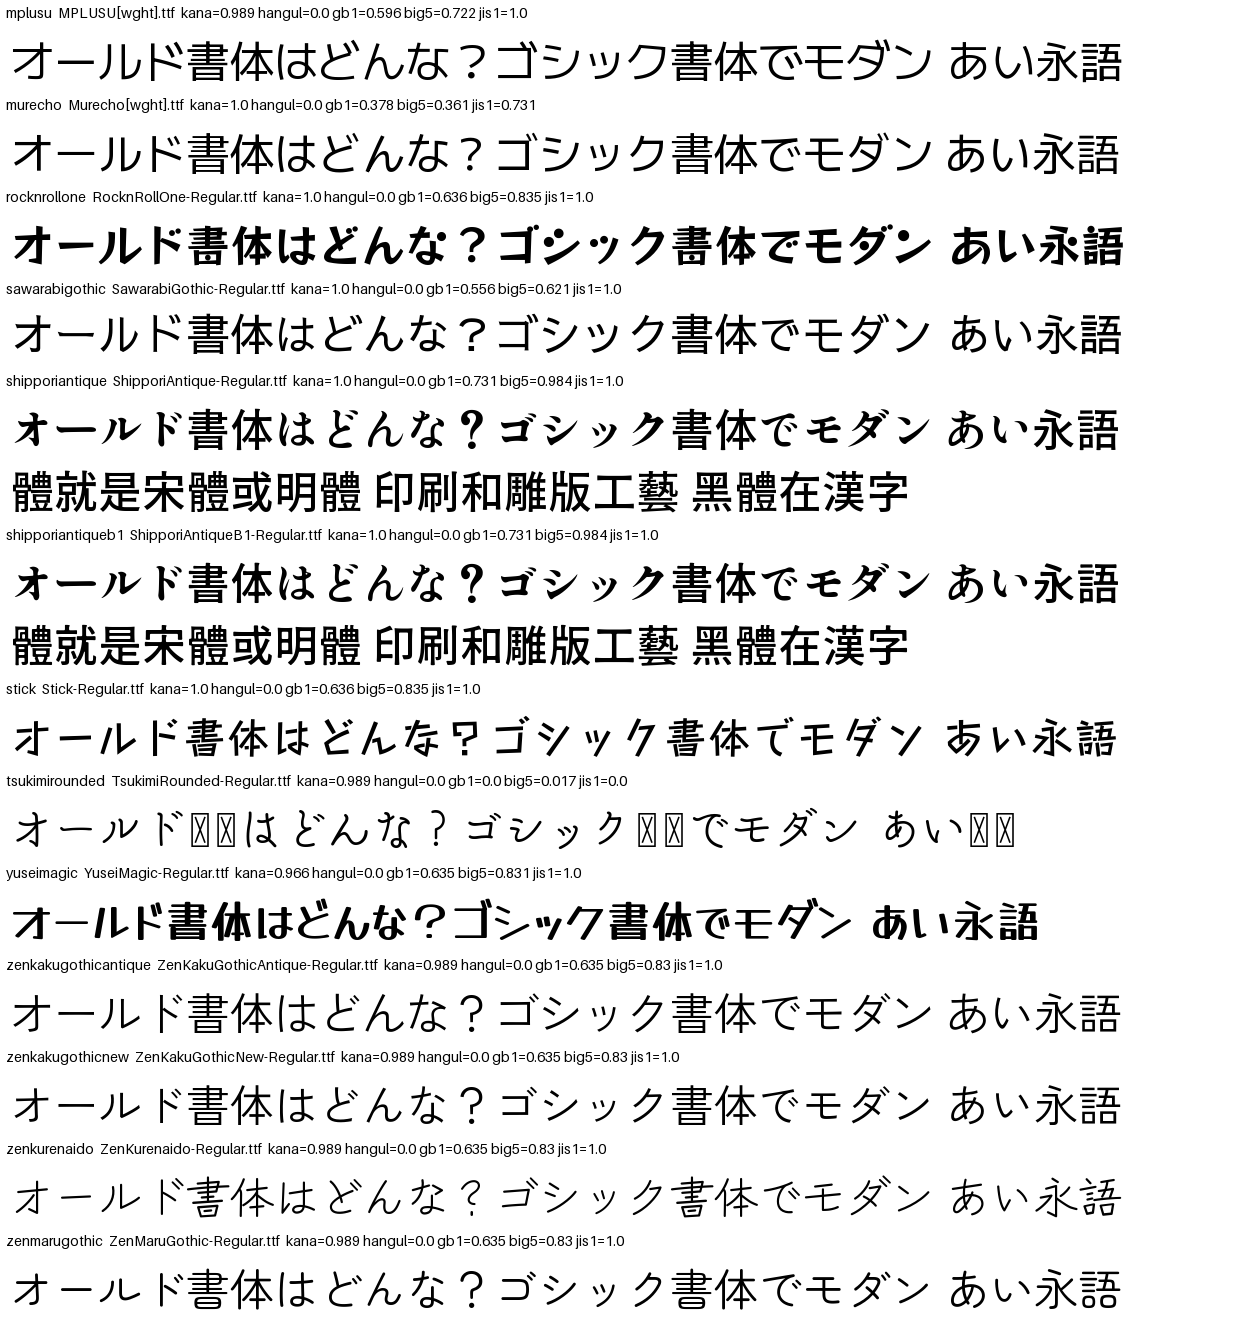 mplusu MPLUSU[wght].ttf kana=0.989 hangul=0.0 gb1=0.596 big5=0.722 jis1=1.0
オールド書体はどんな？ゴシック書体でモダン あい永語
murecho Murecho[wght].ttf kana=1.0 hangul=0.0 gb1=0.378 big5=0.361 jis1=0.731
オールド書体はどんな？ゴシック書体でモダン あい永語
rocknrollone RocknRollOne-Regular.ttf kana=1.0 hangul=0.0 gb1=0.636 big5=0.835 jis1=1.0
オールド書体はどんな？ゴシック書体でモダン あい永語
sawarabigothic SawarabiGothic-Regular.ttf kana=1.0 hangul=0.0 gb1=0.556 big5=0.621 jis1=1.0
オールド書体はどんな？ゴシック書体でモダン あい永語
shipporiantique ShipporiAntique-Regular.ttf kana=1.0 hangul=0.0 gb1=0.731 big5=0.984 jis1=1.0
オールド書体はどんな？ゴシック書体でモダン あい永語
體就是宋體或明體 印刷和雕版工藝 黑體在漢字
shipporiantiqueb1 ShipporiAntiqueB1-Regular.ttf kana=1.0 hangul=0.0 gb1=0.731 big5=0.984 jis1=1.0
オールド書体はどんな？ゴシック書体でモダン あい永語
體就是宋體或明體 印刷和雕版工藝 黑體在漢字
stick Stick-Regular.ttf kana=1.0 hangul=0.0 gb1=0.636 big5=0.835 jis1=1.0
オールド書体はどんな？ゴシック書体でモダン あい永語
tsukimirounded TsukimiRounded-Regular.ttf kana=0.989 hangul=0.0 gb1=0.0 big5=0.017 jis1=0.0
オールドはどんな？ゴシックでモダン あい
yuseimagic YuseiMagic-Regular.ttf kana=0.966 hangul=0.0 gb1=0.635 big5=0.831 jis1=1.0
オールド書体はどんな？ゴシック書体でモダン あい永語
zenkakugothicantique ZenKakuGothicAntique-Regular.ttf kana=0.989 hangul=0.0 gb1=0.635 big5=0.83 jis1=1.0
オールド書体はどんな？ゴシック書体でモダン あい永語
zenkakugothicnew ZenKakuGothicNew-Regular.ttf kana=0.989 hangul=0.0 gb1=0.635 big5=0.83 jis1=1.0
オールド書体はどんな？ゴシック書体でモダン あい永語
zenkurenaido ZenKurenaido-Regular.ttf kana=0.989 hangul=0.0 gb1=0.635 big5=0.83 jis1=1.0
オールド書体はどんな？ゴシック書体でモダン あい永語
zenmarugothic ZenMaruGothic-Regular.ttf kana=0.989 hangul=0.0 gb1=0.635 big5=0.83 jis1=1.0
オールド書体はどんな？ゴシック書体でモダン あい永語